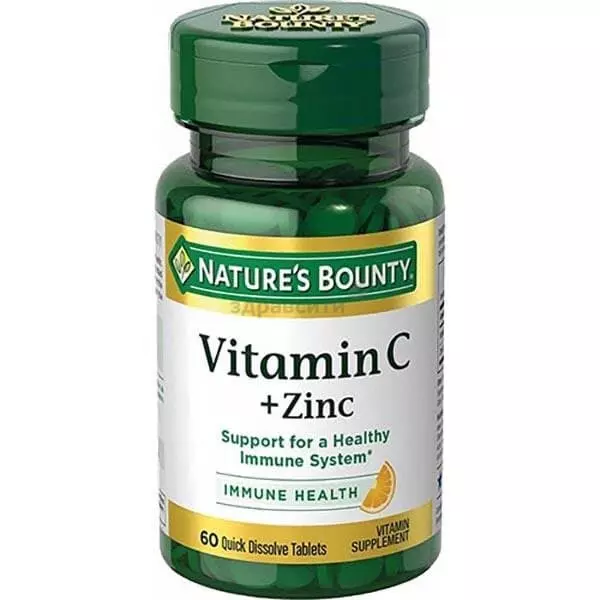 NATURE'S
BOUNTY
NATURE'S BOUNTY®
здравсити
Vitamin C
+Zinc
Support for a Healthy
Immune System*
IMMUNE HEALTH
60 Quick Dissolve Tablets
VITAMIN
SUPPLEMENT